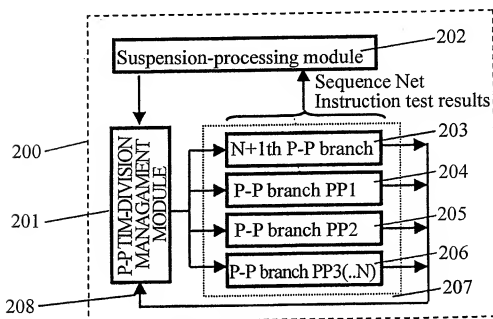 Suspension-processing module
202
Sequence Net
Instruction test results
200
201
P-P TIM-DIVISION
MANAGAMENT
MODULE
N+1th P-P branch
203
P-P branch PP1
204
P-P branch PP2
205
P-P branch PP3(..N)
206
207
208